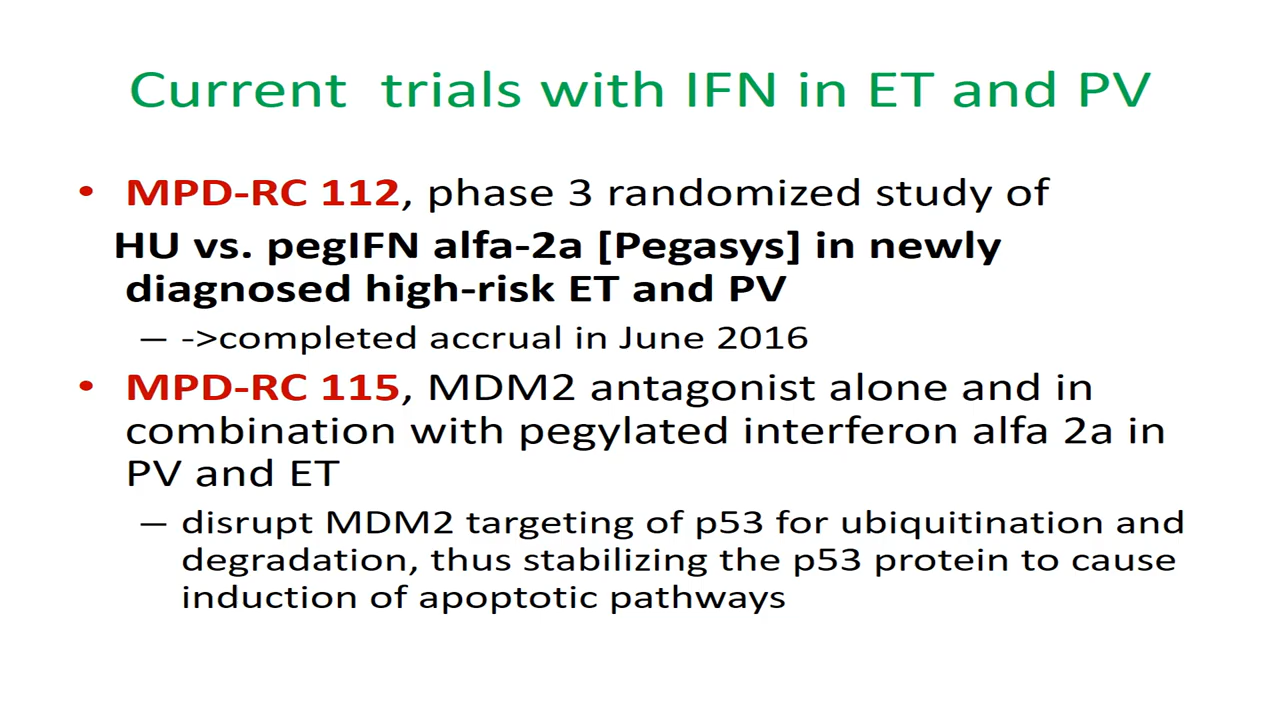 Current trials with IFN in ET and PV
• MPD-RC 112, phase 3 randomized study of
HU vs. pegIFN alfa-2a [Pegasys] in newly
diagnosed high-risk ET and PV
– ->completed accrual in June 2016
• MPD-RC 115, MDM2 antagonist alone and in
combination with pegylated interferon alfa 2a in
PV and ET
– disrupt MDM2 targeting of p53 for ubiquitination and
degradation, thus stabilizing the p53 protein to cause
induction of apoptotic pathways